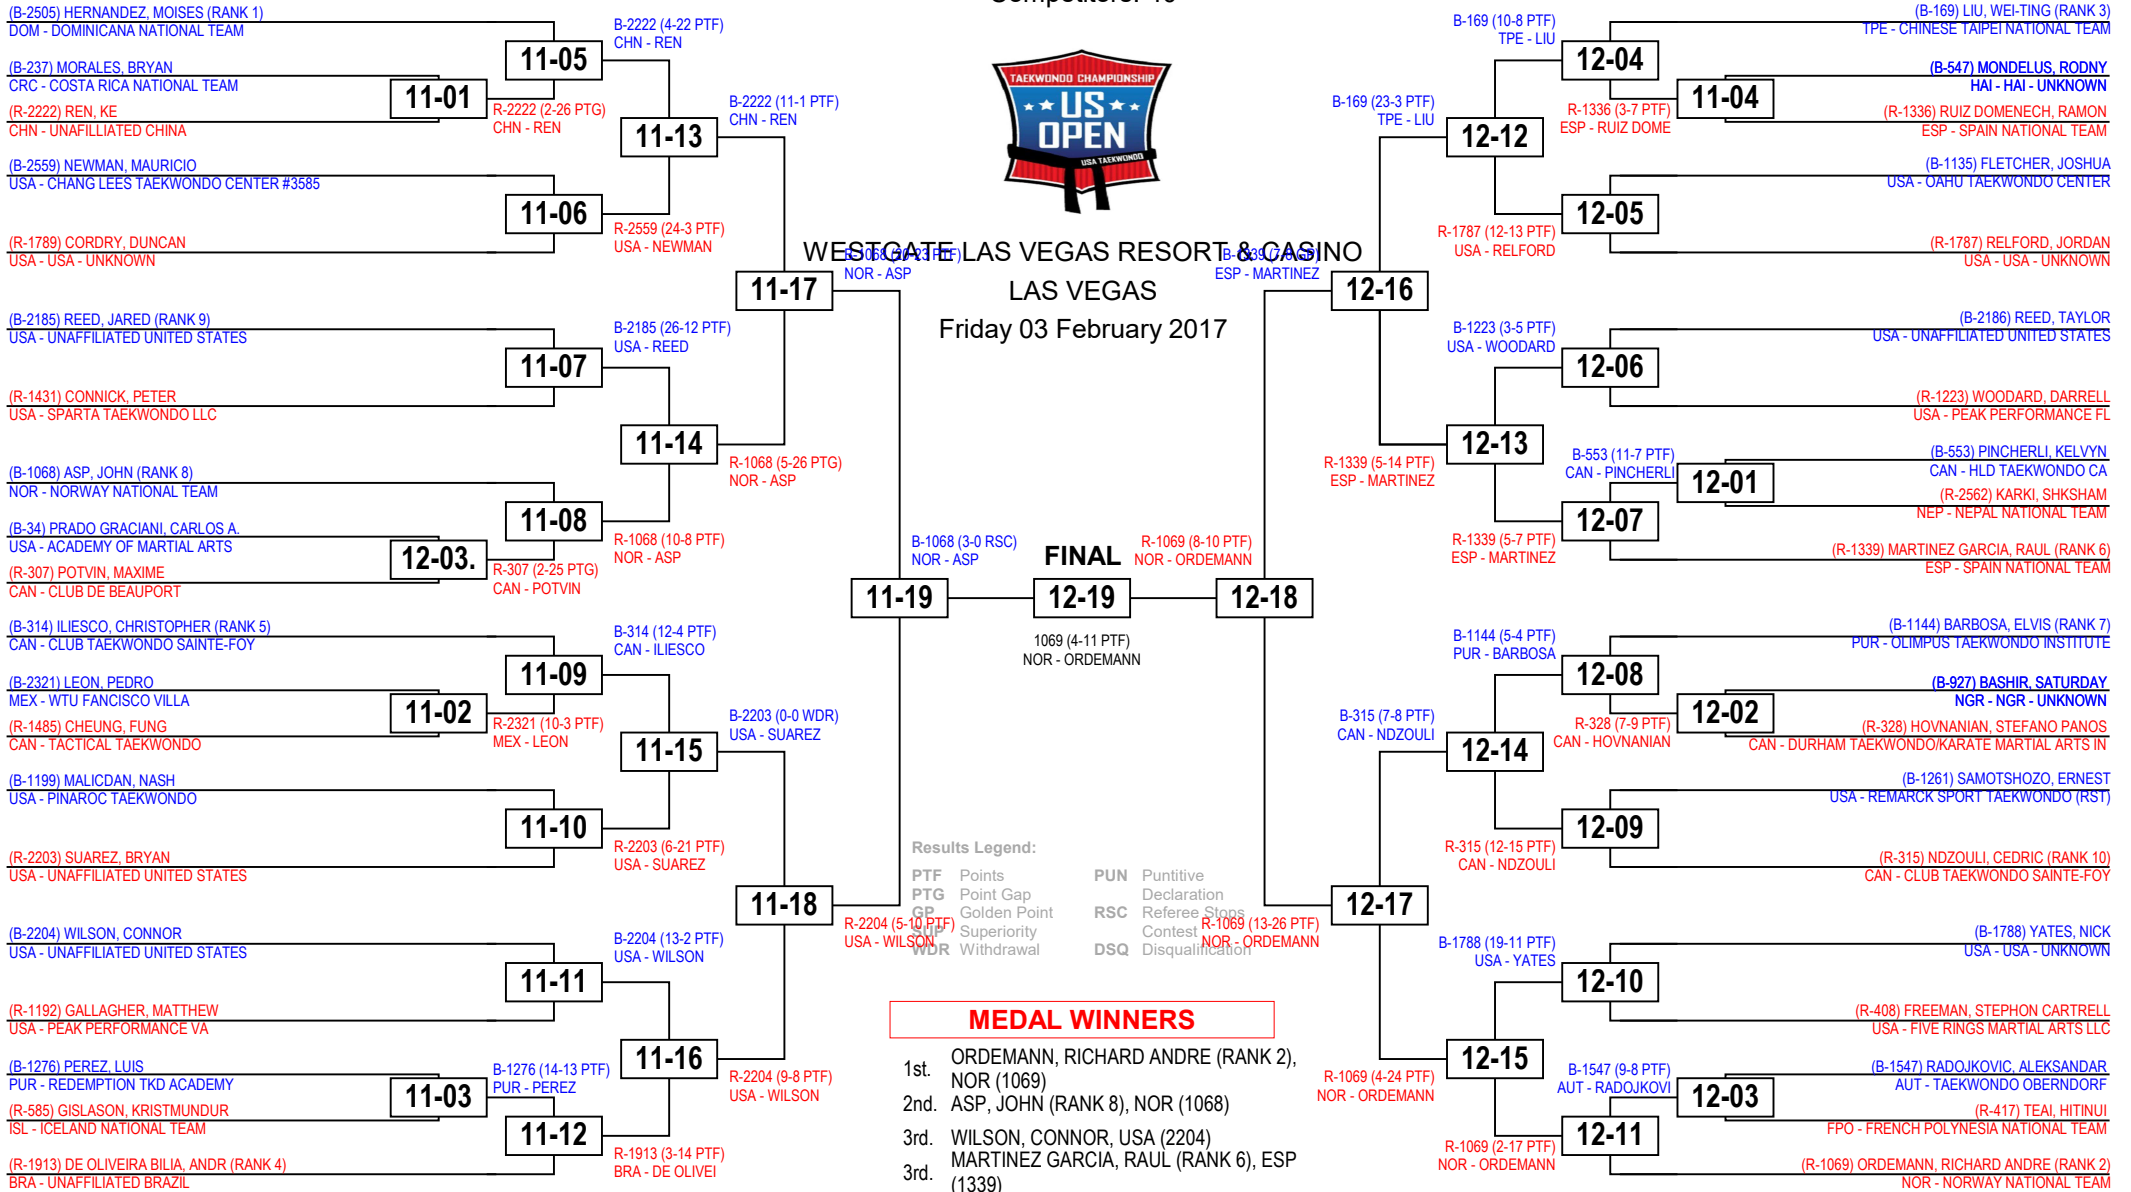 (B-2505) HERNANDEZ, MOISES (RANK 1)
DOM - DOMINICANA NATIONAL TEAM
(B-237) MORALES, BRYAN
CRC - COSTA RICA NATIONAL TEAM
(R-2222) REN, KE
CHN - UNAFILLIATED CHINA
(B-2559) NEWMAN, MAURICIO
USA - CHANG LEES TAEKWONDO CENTER #3585
(R-1789) CORDRY, DUNCAN
USA - USA - UNKNOWN
(B-2185) REED, JARED (RANK 9)
USA - UNAFFILIATED UNITED STATES
(R-1431) CONNICK, PETER
USA - SPARTA TAEKWONDO LLC
(B-1068) ASP, JOHN (RANK 8)
NOR - NORWAY NATIONAL TEAM
(B-34) PRADO GRACIANI, CARLOS A.
USA - ACADEMY OF MARTIAL ARTS
(R-307) POTVIN, MAXIME
CAN - CLUB DE BEAUPORT
(B-314) ILIESCO, CHRISTOPHER (RANK 5)
CAN - CLUB TAEKWONDO SAINTE-FOY
(B-2321) LEON, PEDRO
MEX - WTU FANCISCO VILLA
(R-1485) CHEUNG, FUNG
CAN - TACTICAL TAEKWONDO
(B-1199) MALICDAN, NASH
USA - PINAROC TAEKWONDO
(R-2203) SUAREZ, BRYAN
USA - UNAFFILIATED UNITED STATES
(B-2204) WILSON, CONNOR
USA - UNAFFILIATED UNITED STATES
(R-1192) GALLAGHER, MATTHEW
USA - PEAK PERFORMANCE VA
(B-1276) PEREZ, LUIS
PUR - REDEMPTION TKD ACADEMY
(R-585) GISLASON, KRISTMUNDUR
ISL - ICELAND NATIONAL TEAM
(R-1913) DE OLIVEIRA BILIA, ANDR (RANK 4)
BRA - UNAFFILIATED BRAZIL
11-01
R-2222 (2-26 PTG)
CHN - REN
12-03.
R-307 (2-25 PTG)
CAN - POTVIN
11-02
R-2321 (10-3 PTF)
MEX - LEON
11-03
B-1276 (14-13 PTF)
PUR - PEREZ
11-05
B-2222 (4-22 PTF)
CHN - REN
11-06
R-2559 (24-3 PTF)
USA - NEWMAN
11-07
B-2185 (26-12 PTF)
USA - REED
11-08
R-1068 (10-8 PTF)
NOR - ASP
11-09
B-314 (12-4 PTF)
CAN - ILIESCO
11-10
R-2203 (6-21 PTF)
USA - SUAREZ
11-11
B-2204 (13-2 PTF)
USA - WILSON
11-12
R-1913 (3-14 PTF)
BRA - DE OLIVEI
11-13
B-2222 (11-1 PTF)
CHN - REN
11-14
R-1068 (5-26 PTG)
NOR - ASP
11-15
B-2203 (0-0 WDR)
USA - SUAREZ
11-16
R-2204 (9-8 PTF)
USA - WILSON
11-17
NOR - ASP
11-18
R-2204 (5-10 PTF)
USA - WILSON
11-19
B-1068 (3-0 RSC)
NOR - ASP
TAEKWONDO CHAMPIONSHIP
US
OPEN
USA TAEKWONDO
WESTGATE LAS VEGAS RESORT & CASINO
LAS VEGAS
Friday 03 February 2017
FINAL
12-19
1069 (4-11 PTF)
NOR - ORDEMANN
R-1069 (8-10 PTF)
NOR - ORDEMANN
12-18
ESP - MARTINEZ
12-16
R-1069 (13-26 PTF)
NOR - ORDEMANN
12-17
B-169 (23-3 PTF)
TPE - LIU
12-12
R-1339 (5-14 PTF)
ESP - MARTINEZ
12-13
B-315 (7-8 PTF)
CAN - NDZOULI
12-14
R-1069 (4-24 PTF)
NOR - ORDEMANN
12-15
B-169 (10-8 PTF)
TPE - LIU
12-04
R-1787 (12-13 PTF)
USA - RELFORD
12-05
B-1223 (3-5 PTF)
USA - WOODARD
12-06
R-1339 (5-7 PTF)
ESP - MARTINEZ
12-07
B-1144 (5-4 PTF)
PUR - BARBOSA
12-08
R-315 (12-15 PTF)
CAN - NDZOULI
12-09
B-1788 (19-11 PTF)
USA - YATES
12-10
R-1069 (2-17 PTF)
NOR - ORDEMANN
12-11
R-1336 (3-7 PTF)
ESP - RUIZ DOME
11-04
B-553 (11-7 PTF)
CAN - PINCHERLI
12-01
R-328 (7-9 PTF)
CAN - HOVNANIAN
12-02
B-1547 (9-8 PTF)
AUT - RADOJKOVI
12-03
(B-169) LIU, WEI-TING (RANK 3)
TPE - CHINESE TAIPEI NATIONAL TEAM
(B-547) MONDELUS, RODNY
HAI - HAI - UNKNOWN
(R-1336) RUIZ DOMENECH, RAMON
ESP - SPAIN NATIONAL TEAM
(B-1135) FLETCHER, JOSHUA
USA - OAHU TAEKWONDO CENTER
(R-1787) RELFORD, JORDAN
USA - USA - UNKNOWN
(B-2186) REED, TAYLOR
USA - UNAFFILIATED UNITED STATES
(R-1223) WOODARD, DARRELL
USA - PEAK PERFORMANCE FL
(B-553) PINCHERLI, KELVYN
CAN - HLD TAEKWONDO CA
(R-2562) KARKI, SHKSHAM
NEP - NEPAL NATIONAL TEAM
(R-1339) MARTINEZ GARCIA, RAUL (RANK 6)
ESP - SPAIN NATIONAL TEAM
(B-1144) BARBOSA, ELVIS (RANK 7)
PUR - OLIMPUS TAEKWONDO INSTITUTE
(B-927) BASHIR, SATURDAY
NGR - NGR - UNKNOWN
(R-328) HOVNANIAN, STEFANO PANOS
CAN - DURHAM TAEKWONDO/KARATE MARTIAL ARTS IN
(B-1261) SAMOTSHOZO, ERNEST
USA - REMARCK SPORT TAEKWONDO (RST)
(R-315) NDZOULI, CEDRIC (RANK 10)
CAN - CLUB TAEKWONDO SAINTE-FOY
(B-1788) YATES, NICK
USA - USA - UNKNOWN
(R-408) FREEMAN, STEPHON CARTRELL
USA - FIVE RINGS MARTIAL ARTS LLC
(B-1547) RADOJKOVIC, ALEKSANDAR
AUT - TAEKWONDO OBERNDORF
(R-417) TEAI, HITINUI
FPO - FRENCH POLYNESIA NATIONAL TEAM
(R-1069) ORDEMANN, RICHARD ANDRE (RANK 2)
NOR - NORWAY NATIONAL TEAM
Results Legend:
PTF Points
PTG Point Gap
GP Golden Point
SUP Superiority
WDR Withdrawal
PUN Puntitive
Declaration
RSC Referee Stops
Contest
DSQ Disqualification
MEDAL WINNERS
1st. ORDEMANN, RICHARD ANDRE (RANK 2),
NOR (1069)
2nd. ASP, JOHN (RANK 8), NOR (1068)
3rd. WILSON, CONNOR, USA (2204)
3rd. MARTINEZ GARCIA, RAUL (RANK 6), ESP
(1339)